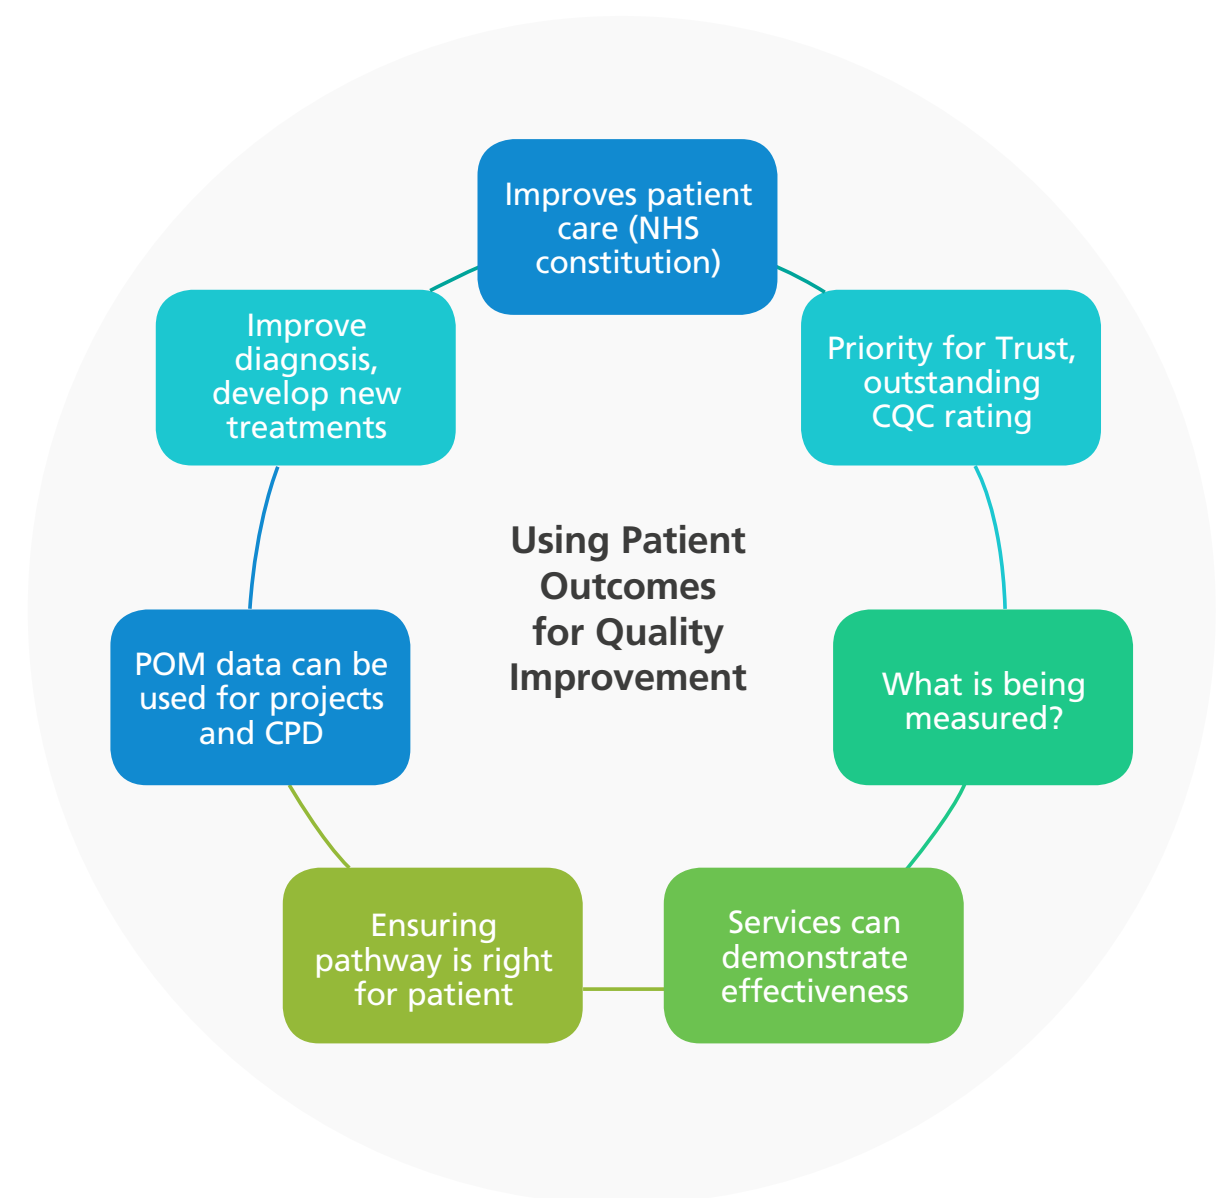 Improves patient
care (NHS
constitution)
Priority for Trust,
outstanding
CQC rating
What is being
measured?
Services can
demonstrate
effectiveness
Ensuring
pathway is right
for patient
POM data can be
used for projects
and CPD
Improve
diagnosis,
develop new
treatments
Using Patient
Outcomes
for Quality
Improvement